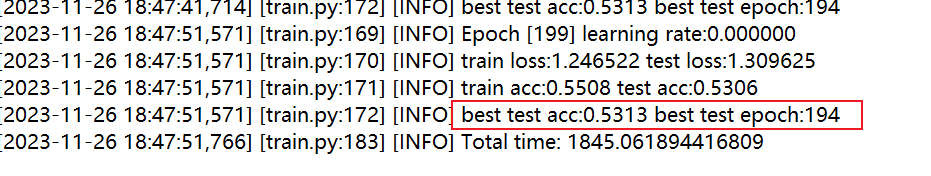 [2023-11-26 18:47:41,714] [train.py:172] [INFO] best test acc:0.5313 best test epoch:194
[2023-11-26 18:47:51,571] [train.py:169] [INFO] Epoch [199] learning rate:0.000000
[2023-11-26 18:47:51,571] [train.py:170] [INFO] train loss:1.246522 test loss:1.309625
[2023-11-26 18:47:51,571] [train.py:171] [INFO] train acc:0.5508 test acc:0.5306
[2023-11-26 18:47:51,571] [train.py:172] [INFO] best test acc:0.5313 best test epoch:194
[2023-11-26 18:47:51,766] [train.py:183] [INFO] Total time: 1845.061894416809